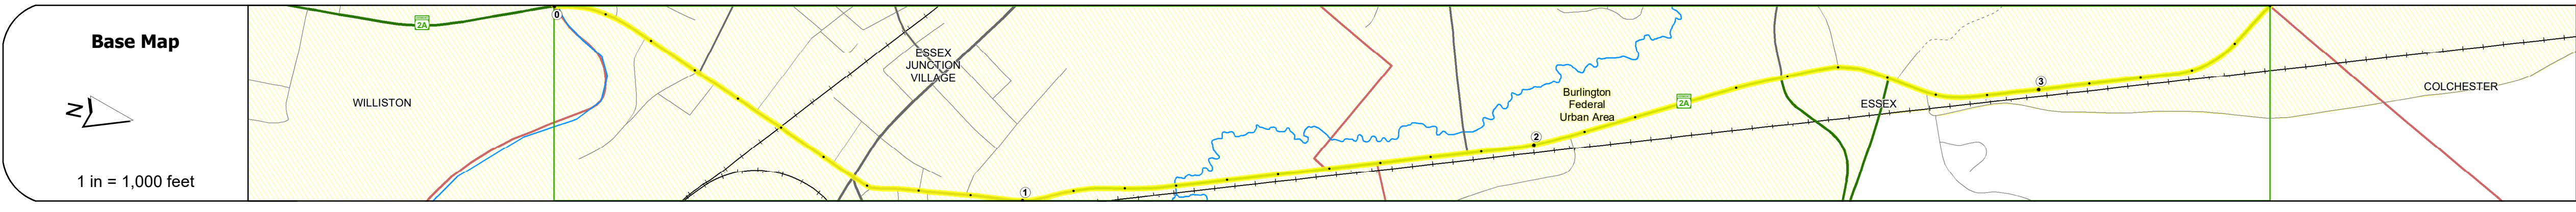 Base Map
N
1 in = 1,000 feet
2A
WILLISTON
0
ESSEX
JUNCTION
VILLAGE
1
2
Burlington
Federal
Urban Area
2A
ESSEX
3
COLCHESTER